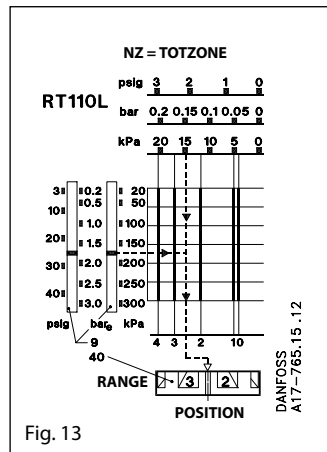 NZ = TOTZONE
psig 3 2 1 0
RT110L
bar 0.2 0.15 0.1 0.05 0
kPa 20 15 10 5 0
3 0.2 20
0.5 50
10
1.0 100
20 1.5 150
30 2.0 200
2.5 250
40
3.0 300
psig bare kPa 4 3 2 10
9
40
RANGE 3 2
POSITION
DANFOSS
A17-765.15.12
Fig. 13